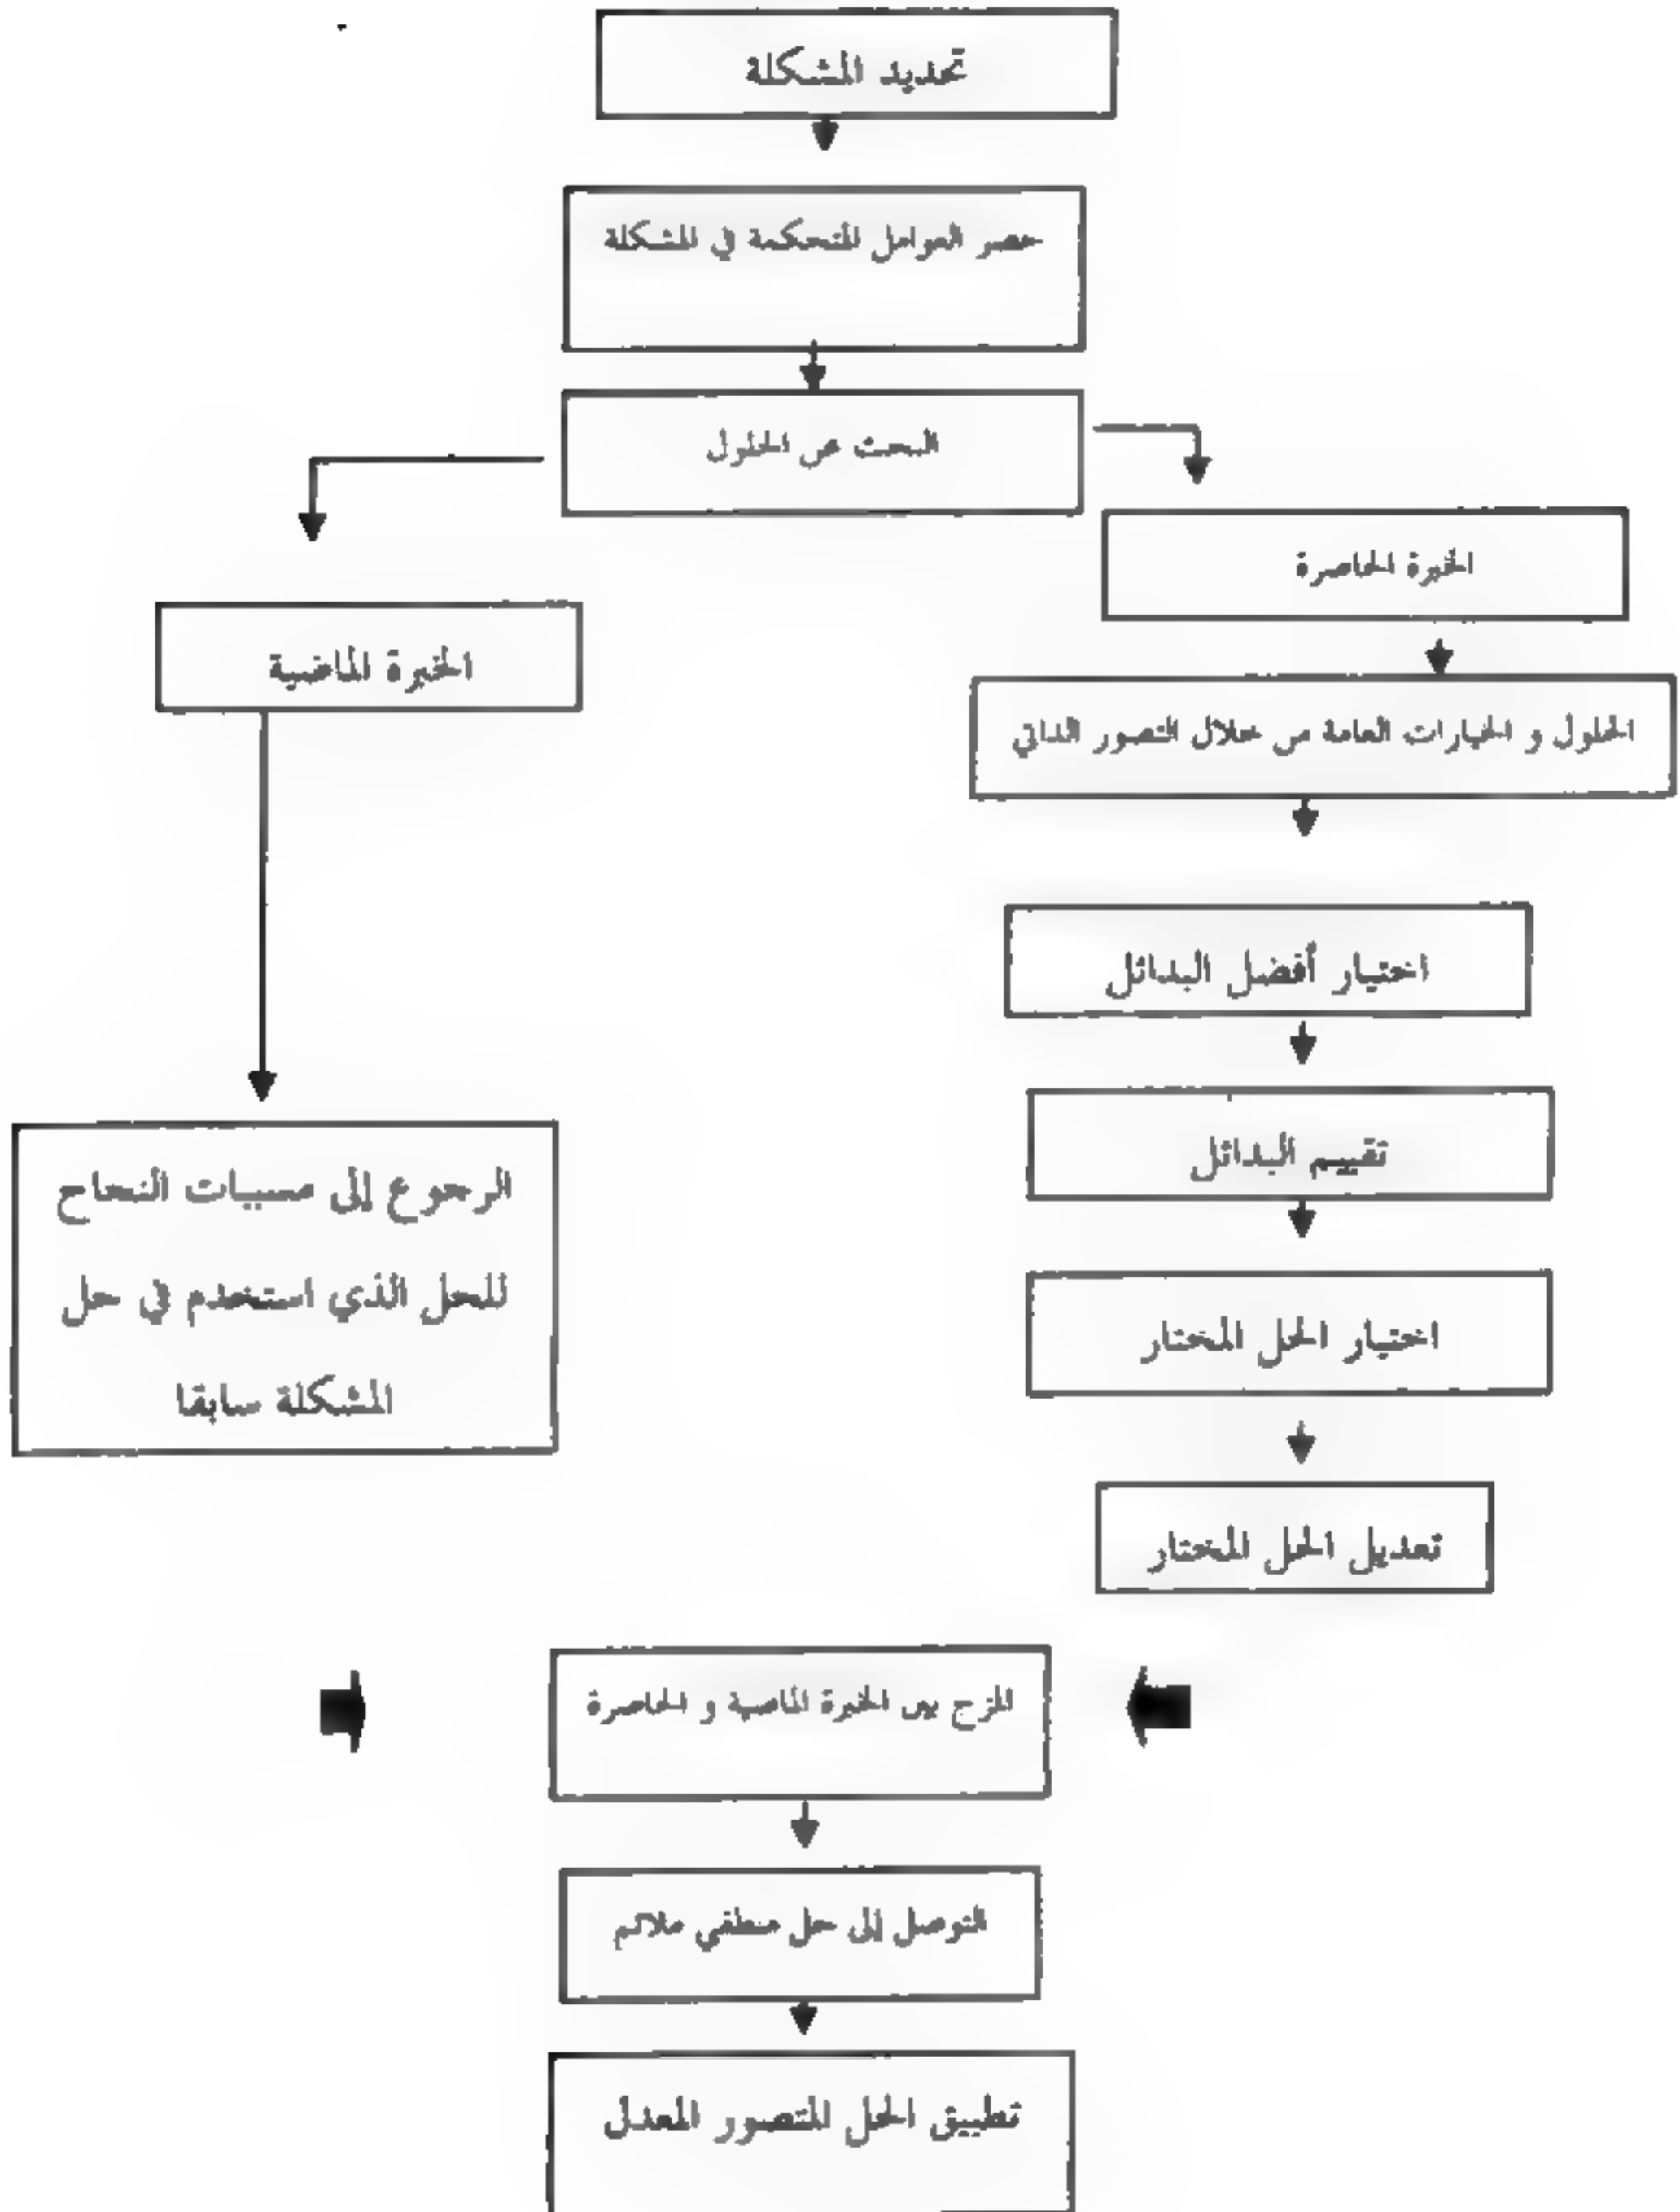 تحديد المشكلة
حصر العوامل المتحكمة في المشكلة
البحث عن الحلول
الخبرة الحاضرة
الخبرة الماضية
الحلول و الخيارات العامة من خلال التصور الذاتي
اختيار أفضل البدائل
تقييم البدائل
الرجوع إلى مسببات النجاح
للحل الذي استخدم في حل
المشكلة سابقا
اختيار الحل المختار
تعديل الحل المختار
المزج بين الخبرة الماضية و الحاضرة
التوصل الى حل منطقي ملائم
تطبيق الحل المتصور المعدل